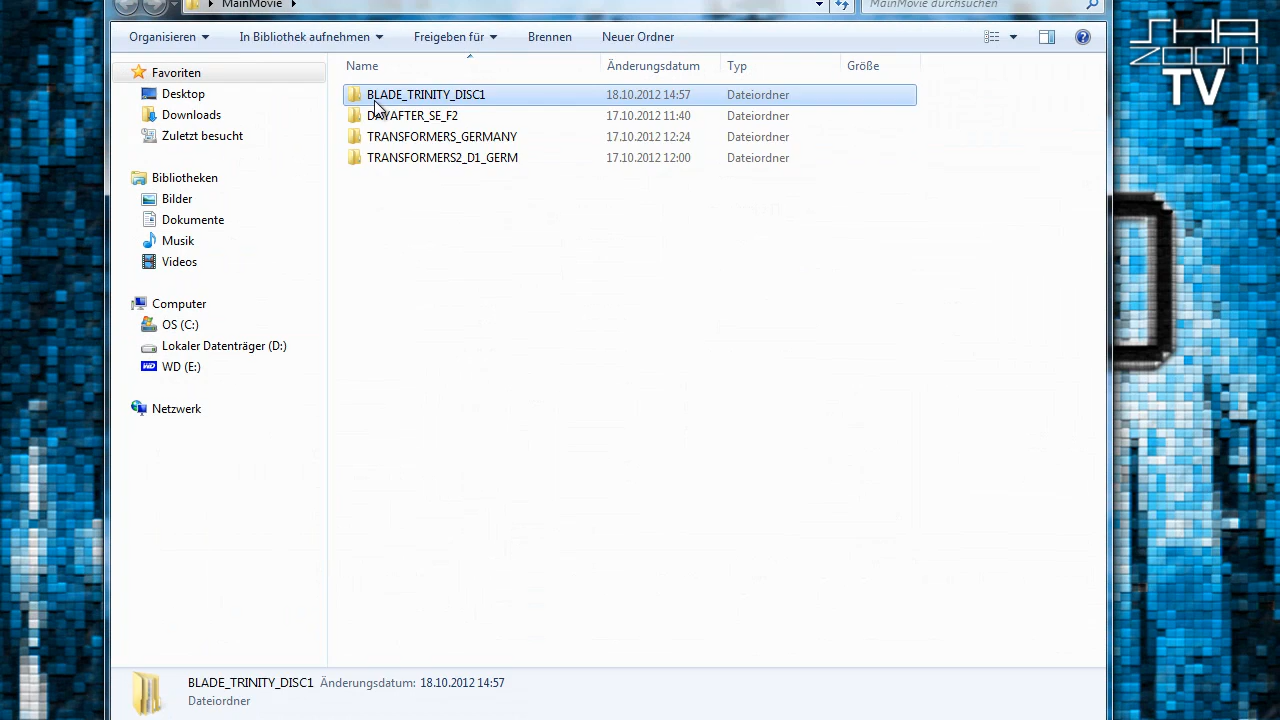 MainMovie
MainMovie durchsuchen
Organisieren
In Bibliothek aufnehmen
Freigeben für
Brennen
Neuer Ordner
SHA
ZOOM
TV
Favoriten
Desktop
Downloads
Zuletzt besucht
Bibliotheken
Bilder
Dokumente
Musik
Videos
Computer
OS (C:)
Lokaler Datenträger (D:)
WD
WD (E:)
Netzwerk
Name Änderungsdatum Typ Größe
BLADE_TRINITY_DISC1 18.10.2012 14:57 Dateiordner
AFTER_SE_F2 17.10.2012 11:40 Dateiordner
TRANSFORMERS_GERMANY 17.10.2012 12:24 Dateiordner
TRANSFORMERS2_D1_GERM 17.10.2012 12:00 Dateiordner
BLADE_TRINITY_DISC1 Änderungsdatum: 18.10.2012 14:57
Dateiordner